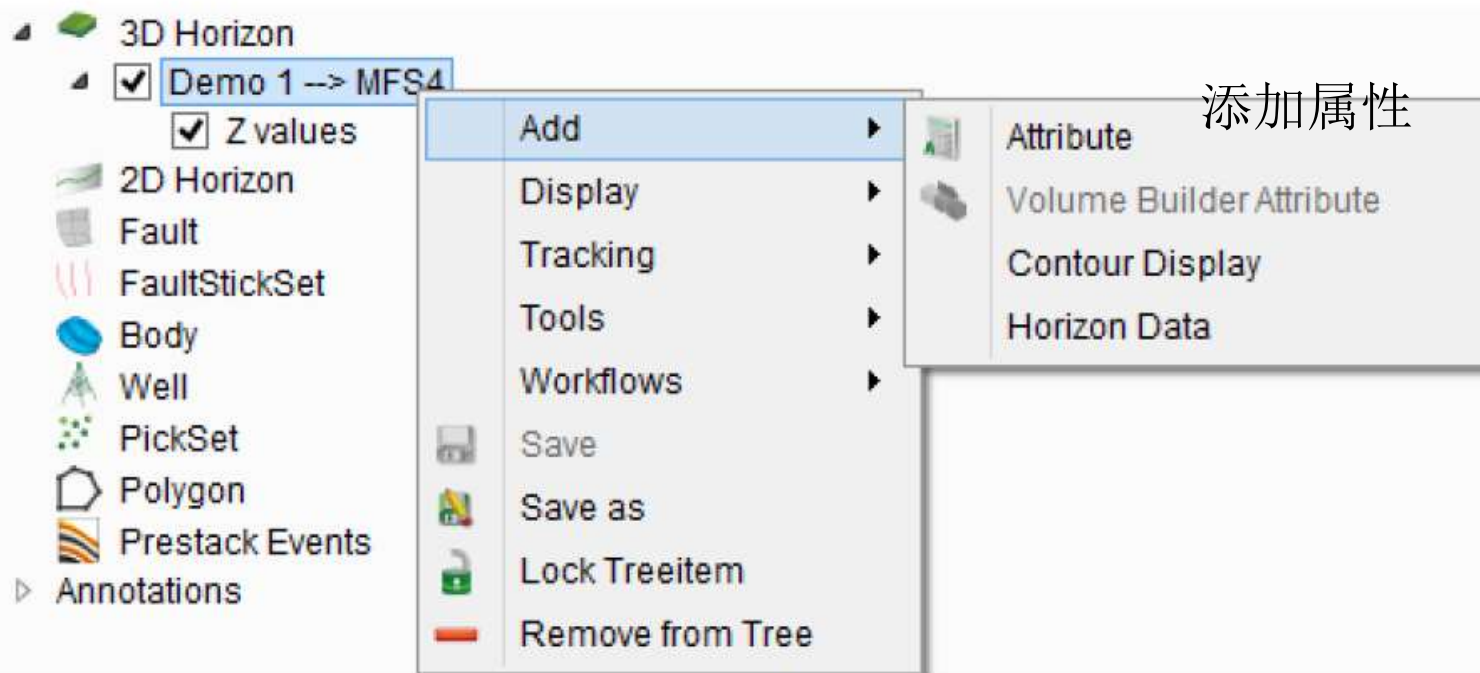 3D Horizon
Demo 1 --> MFS4
Z values
2D Horizon
Fault
FaultStickSet
Body
Well
PickSet
Polygon
Prestack Events
Annotations
Add
Display
Tracking
Tools
Workflows
Save
Save as
Lock Treeitem
Remove from Tree
添加属性
Attribute
Volume Builder Attribute
Contour Display
Horizon Data